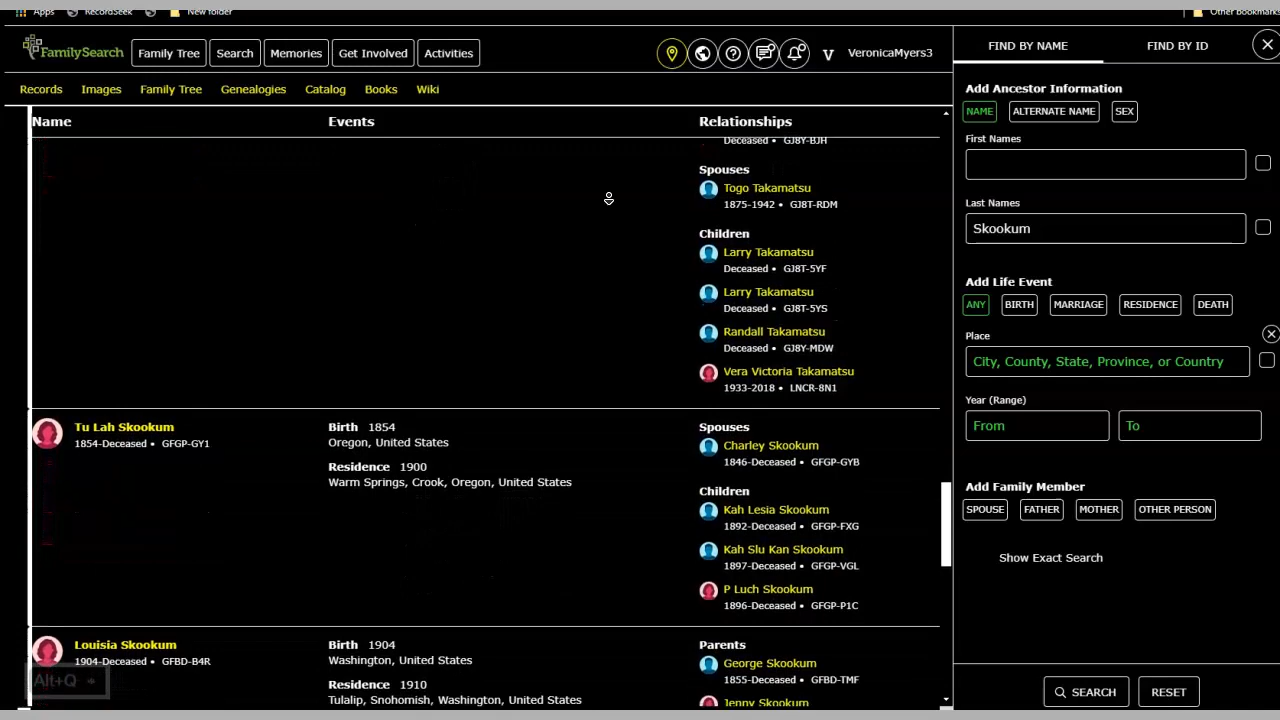 Apps RecordSeek New folder Other bookmarks
FamilySearch Family Tree Search Memories Get Involved Activities V VeronicaMyers3
Records Images Family Tree Genealogies Catalog Books Wiki
Name Events Relationships
Deceased • GJ8Y-BJH
Spouses
Togo Takamatsu
1875-1942 • GJ8T-RDM
Children
Larry Takamatsu
Deceased • GJ8T-5YF
Larry Takamatsu
Deceased • GJ8T-5YS
Randall Takamatsu
Deceased • GJ8Y-MDW
Vera Victoria Takamatsu
1933-2018 • LNCR-8N1
Tu Lah Skookum
1854-Deceased • GFGP-GY1
Birth 1854
Oregon, United States
Residence 1900
Warm Springs, Crook, Oregon, United States
Spouses
Charley Skookum
1846-Deceased • GFGP-GYB
Children
Kah Lesia Skookum
1892-Deceased • GFGP-FXG
Kah Slu Kan Skookum
1897-Deceased • GFGP-VGL
P Luch Skookum
1896-Deceased • GFGP-P1C
Louisia Skookum
1904-Deceased • GFBD-B4R
Birth 1904
Washington, United States
Residence 1910
Tulalip, Snohomish, Washington, United States
Parents
George Skookum
1855-Deceased • GFBD-TMF
Jenny Skookum
Alt+Q
FIND BY NAME FIND BY ID
Add Ancestor Information
NAME ALTERNATE NAME SEX
First Names
Last Names
Skookum
Add Life Event
ANY BIRTH MARRIAGE RESIDENCE DEATH
Place
City, County, State, Province, or Country
Year (Range)
From To
Add Family Member
SPOUSE FATHER MOTHER OTHER PERSON
Show Exact Search
SEARCH RESET